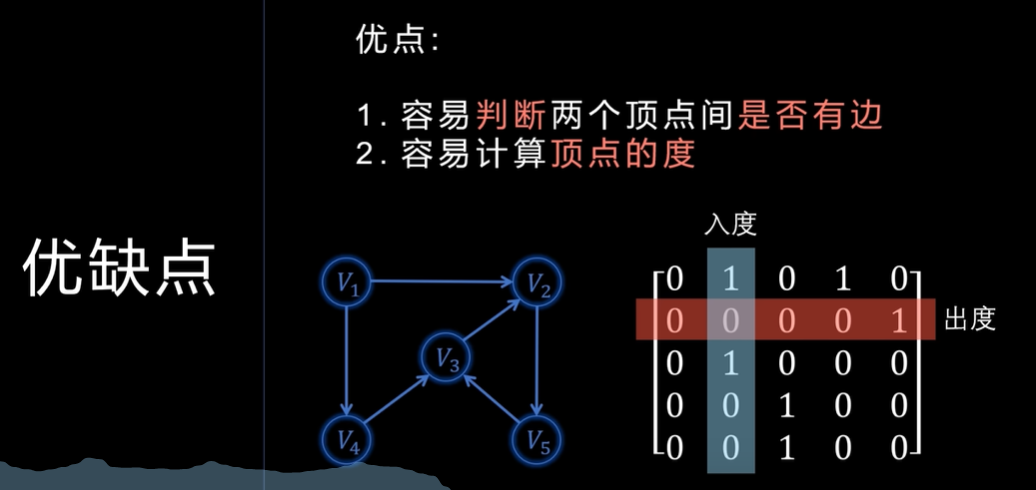 优点:
1. 容易判断两个顶点间是否有边
2. 容易计算顶点的度
优缺点
入度
V1
V2
V3
V4
V5
0 1 0 1 0
0 0 0 0 1
出度
0 1 0 0 0
0 0 1 0 0
0 0 1 0 0